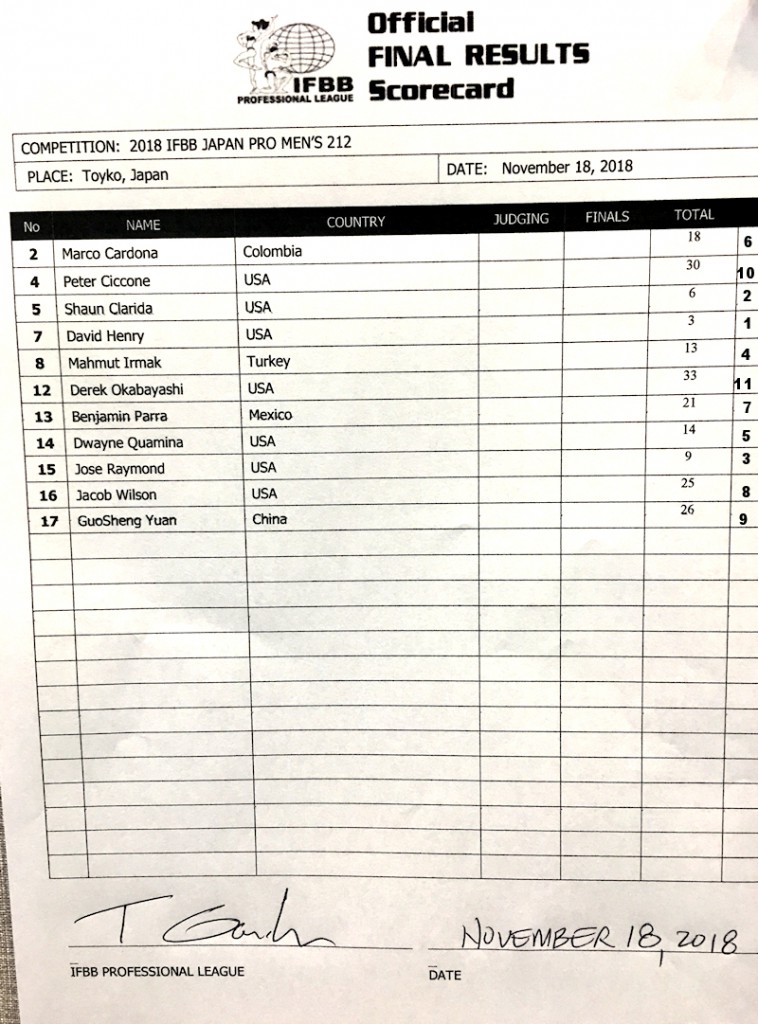 Official
FINAL RESULTS
Scorecard
IFBB
PROFESSIONAL LEAGUE
COMPETITION: 2018 IFBB JAPAN PRO MEN'S 212
PLACE: Toyko, Japan DATE: November 18, 2018
No NAME COUNTRY JUDGING FINALS TOTAL
2 Marco Cardona Colombia 18 6
4 Peter Ciccone USA 30 10
5 Shaun Clarida USA 6 2
7 David Henry USA 3 1
8 Mahmut Irmak Turkey 13 4
12 Derek Okabayashi USA 33 11
13 Benjamin Parra Mexico 21 7
14 Dwayne Quamina USA 14 5
15 Jose Raymond USA 9 3
16 Jacob Wilson USA 25 8
17 GuoSheng Yuan China 26 9
NOVEMBER 18, 2018
IFBB PROFESSIONAL LEAGUE DATE